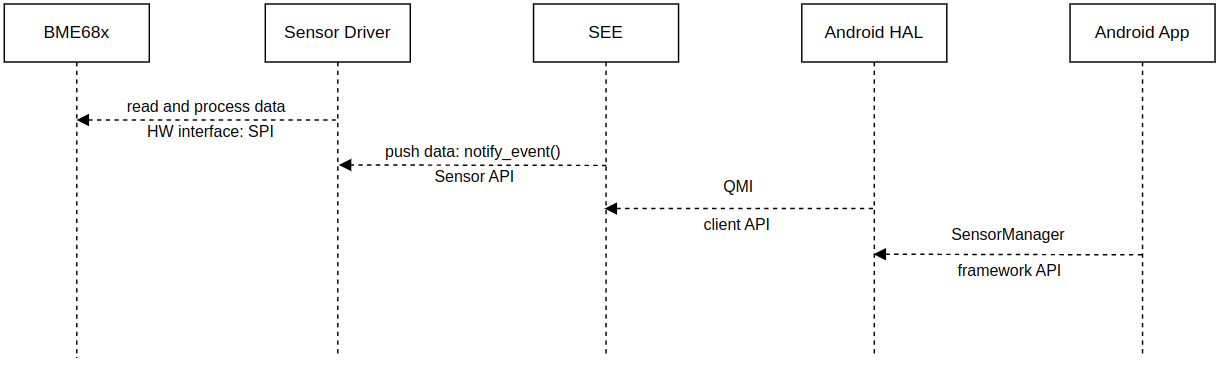 BME68x
Sensor Driver
SEE
Android HAL
Android App
read and process data
HW interface: SPI
push data: notify_event()
Sensor API
QMI
client API
SensorManager
framework API